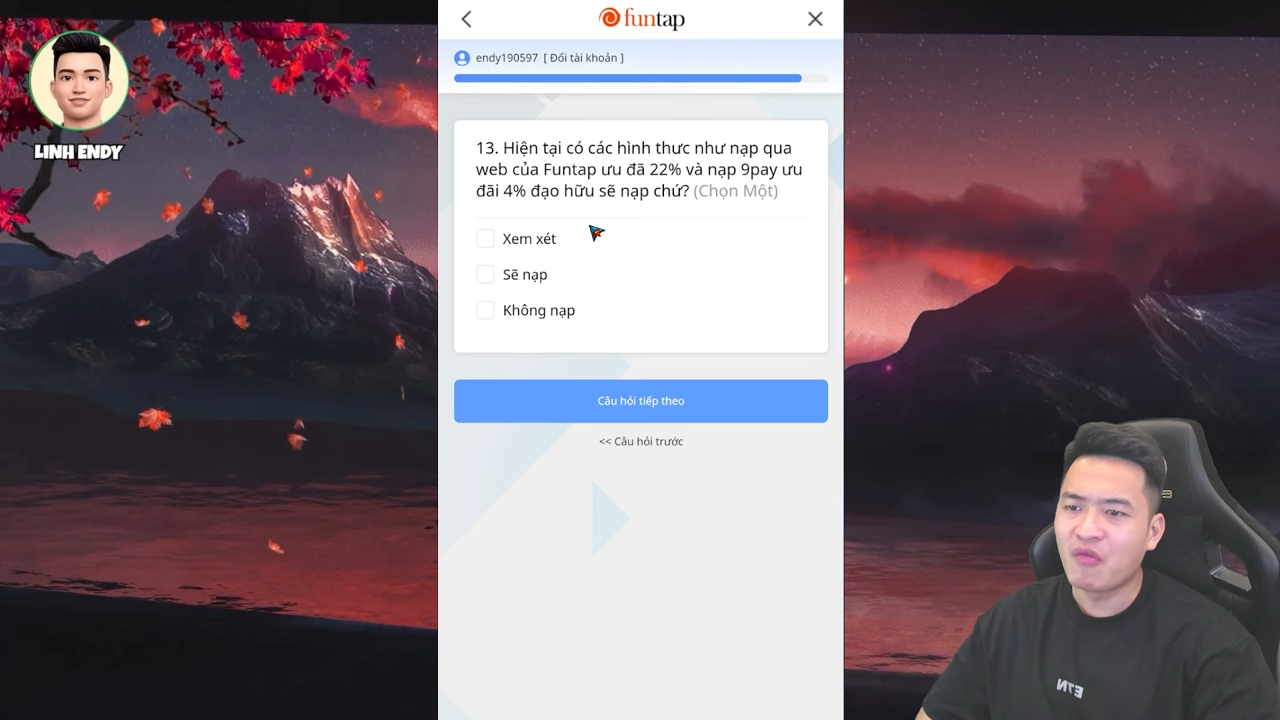 funtap
endy190597 [ Đổi tài khoản ]
LINH ENDY
13. Hiện tại có các hình thức như nạp qua
web của Funtap ưu đã 22% và nạp 9pay ưu
đãi 4% đạo hữu sẽ nạp chứ? (Chọn Một)
Xem xét
Sẽ nạp
Không nạp
Câu hỏi tiếp theo
<< Câu hỏi trước